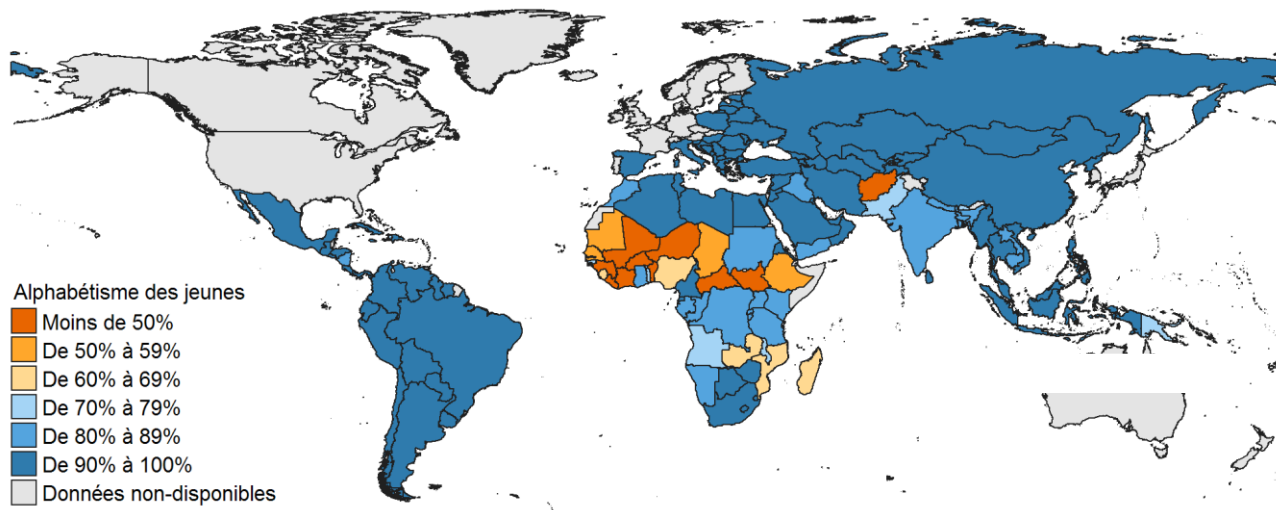 Alphabétisme des jeunes
Moins de 50%
De 50% à 59%
De 60% à 69%
De 70% à 79%
De 80% à 89%
De 90% à 100%
Données non-disponibles